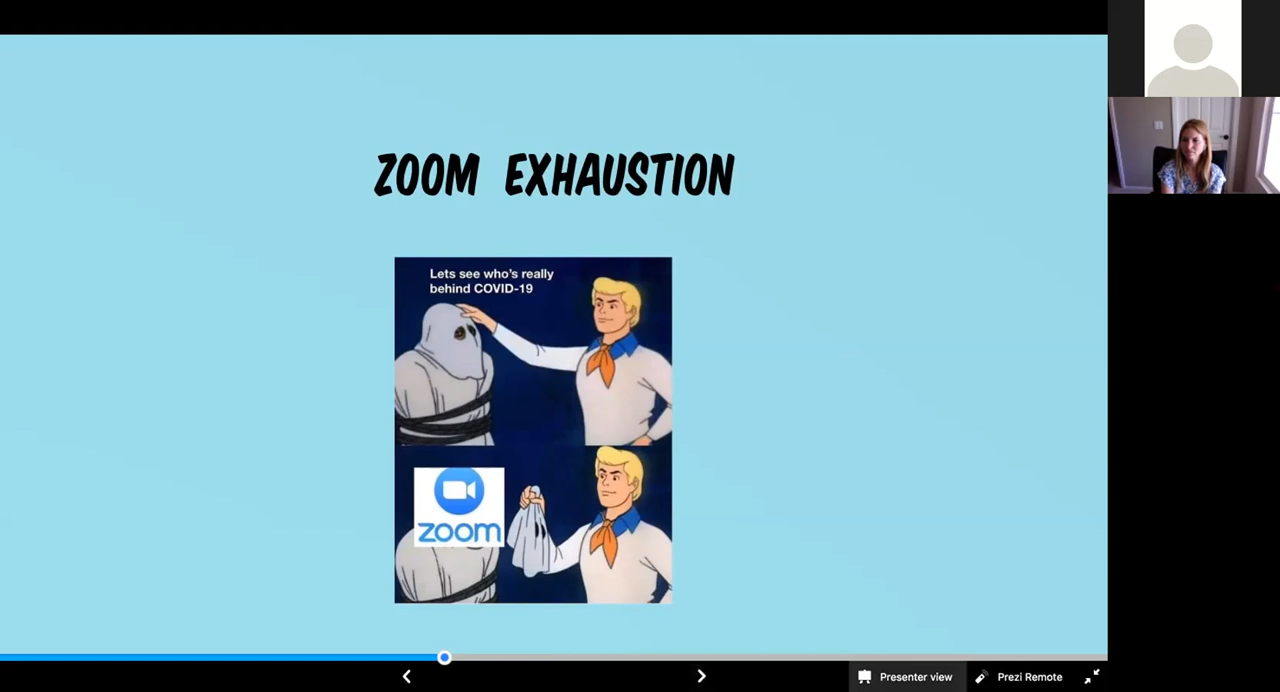 ZOOM EXHAUSTION
Lets see who's really
behind COVID-19
zoom
Presenter view
Prezi Remote